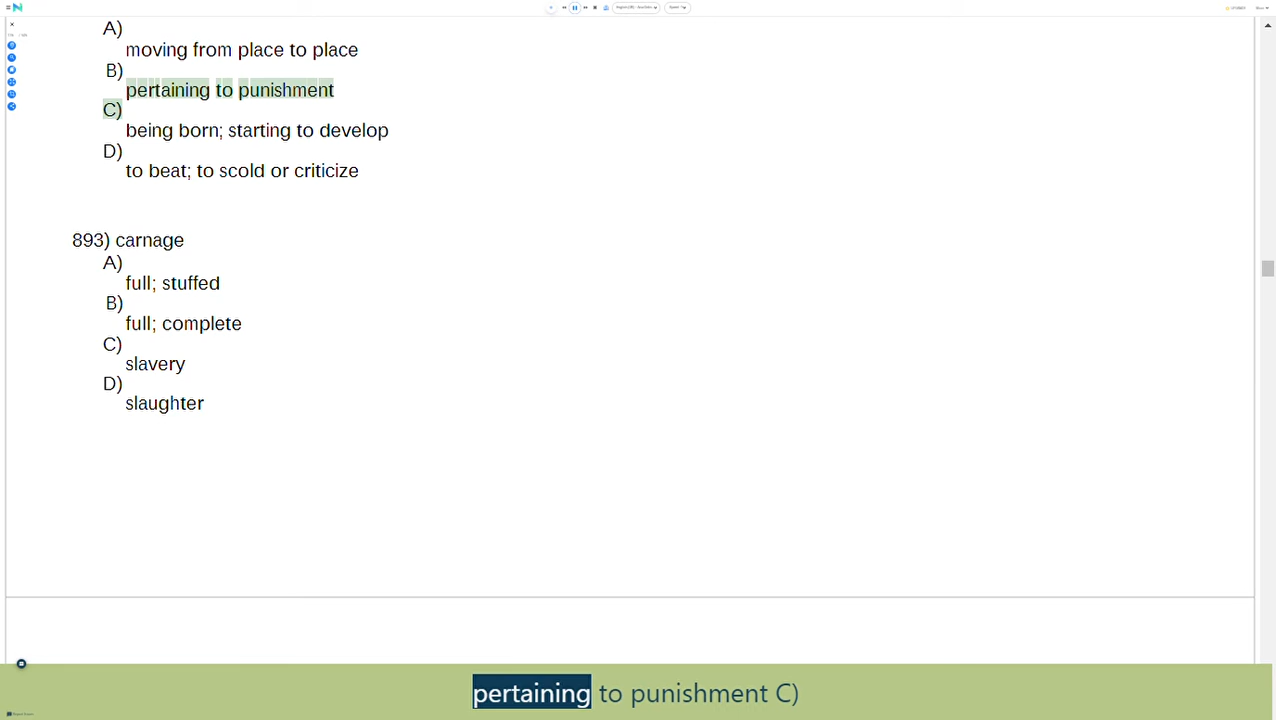 A)
moving from place to place
B)
pertaining to punishment
C)
being born; starting to develop
D)
to beat; to scold or criticize
893) carnage
A)
full; stuffed
B)
full; complete
C)
slavery
D)
slaughter
pertaining to punishment C)